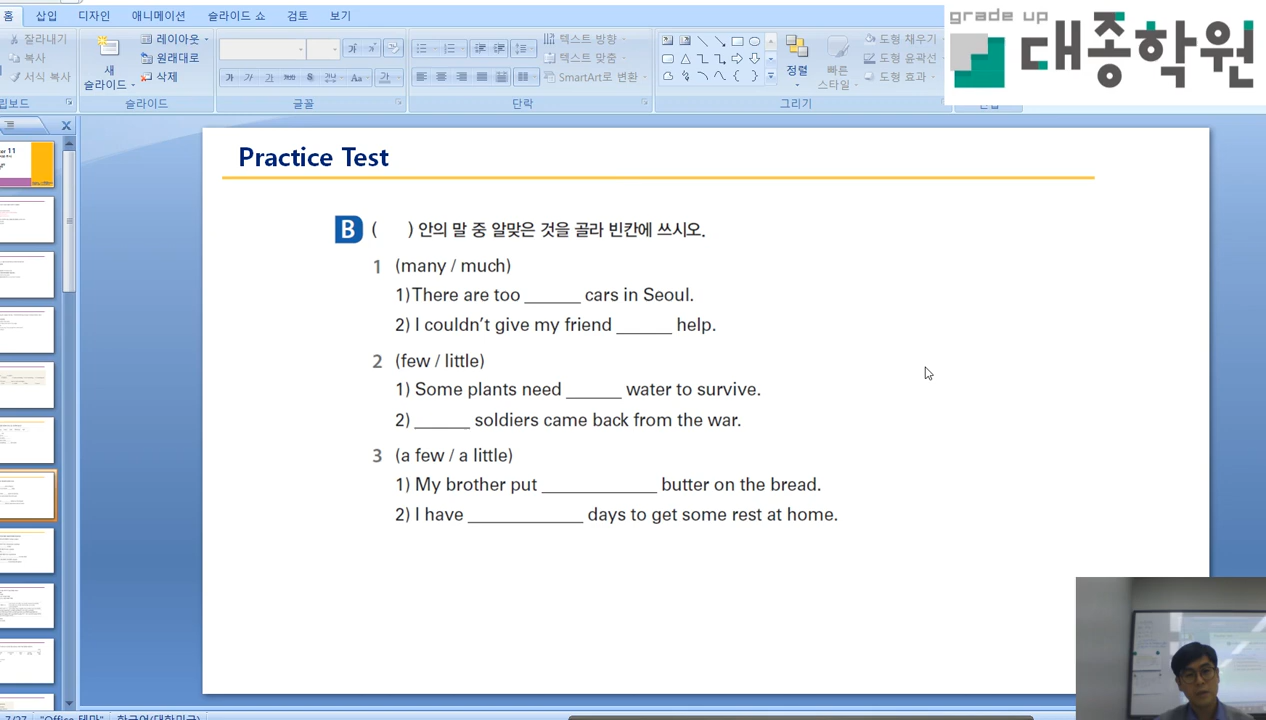 홈 삽입 디자인 애니메이션 슬라이드 쇼 검토 보기
grade up
대종학원
잘라내기
복사
서식 복사
새
슬라이드
레이아웃
원래대로
삭제
슬라이드
글꼴
텍스트 방향
텍스트 맞춤
SmartArt로 변환
단락
정렬
빠른
스타일
도형 채우기
도형 윤곽선
도형 효과
그리기
Practice Test
B ( ) 안의 말 중 알맞은 것을 골라 빈칸에 쓰시오.
1 (many / much)
1)There are too ______ cars in Seoul.
2) I couldn't give my friend ______ help.
2 (few / little)
1) Some plants need ______ water to survive.
2) ______ soldiers came back from the war.
3 (a few / a little)
1) My brother put ____________ butter on the bread.
2) I have ____________ days to get some rest at home.